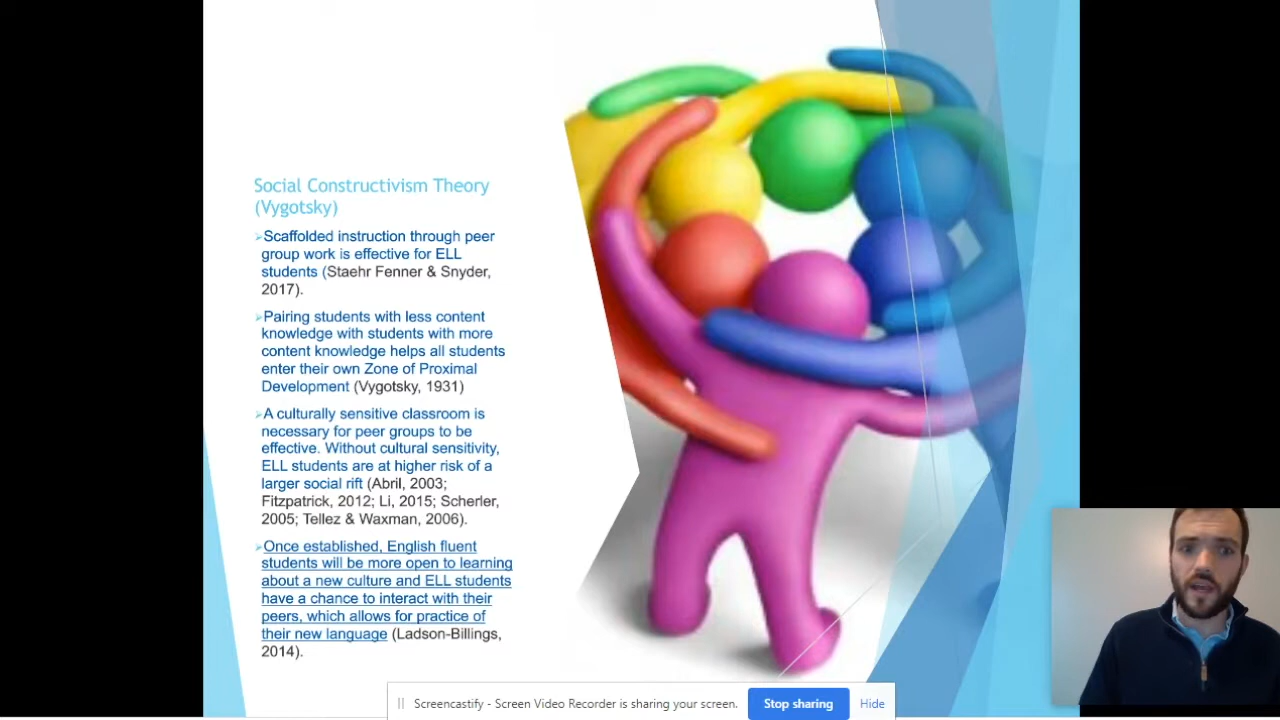 Social Constructivism Theory
(Vygotsky)
➢Scaffolded instruction through peer
group work is effective for ELL
students (Staehr Fenner & Snyder,
2017).
➢Pairing students with less content
knowledge with students with more
content knowledge helps all students
enter their own Zone of Proximal
Development (Vygotsky, 1931)
➢A culturally sensitive classroom is
necessary for peer groups to be
effective. Without cultural sensitivity,
ELL students are at higher risk of a
larger social rift (Abril, 2003;
Fitzpatrick, 2012; Li, 2015; Scherler,
2005; Tellez & Waxman, 2006).
➢Once established, English fluent
students will be more open to learning
about a new culture and ELL students
have a chance to interact with their
peers, which allows for practice of
their new language (Ladson-Billings,
2014).
Screencastify - Screen Video Recorder is sharing your screen. Stop sharing Hide